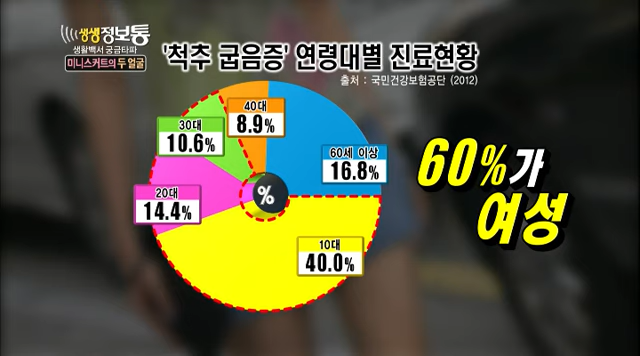 생생정보통
생활백서 궁금타파
미니스커트의 두 얼굴
'척추 굽음증' 연령대별 진료현황
출처 : 국민건강보험공단 (2012)
40대
8.9%
30대
10.6%
60세 이상
16.8%
20대
14.4%
%
10대
40.0%
60%가
여성